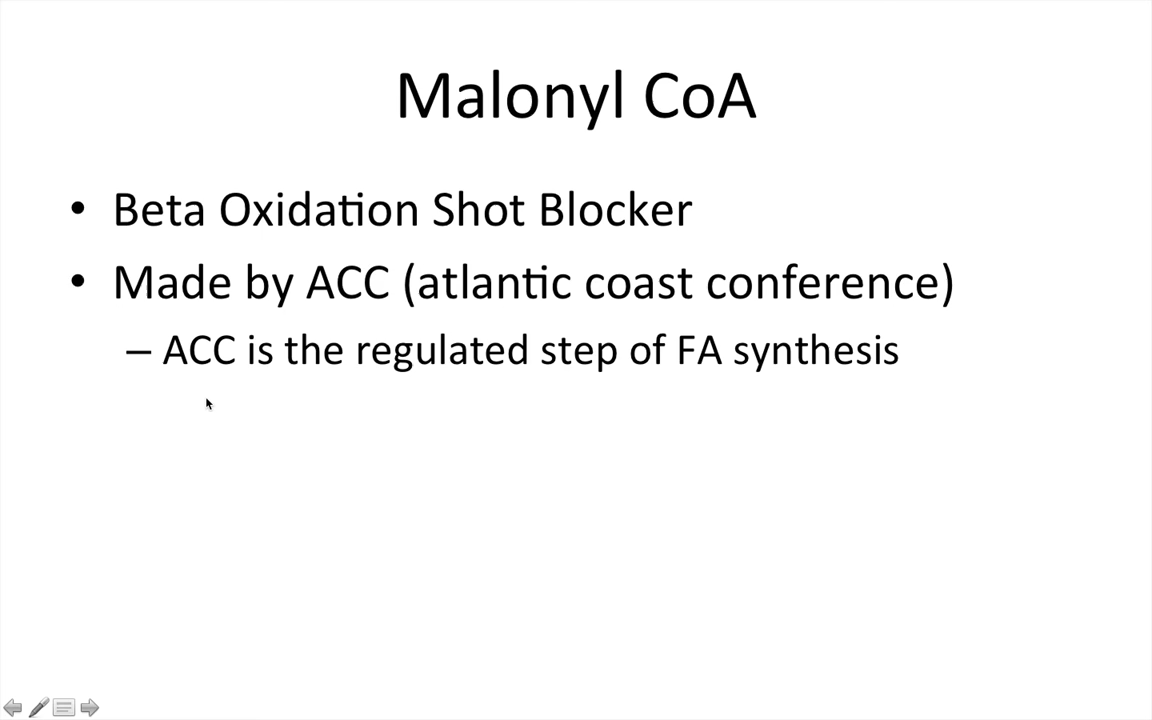 Malonyl CoA
• Beta Oxidation Shot Blocker
• Made by ACC (atlantic coast conference)
– ACC is the regulated step of FA synthesis